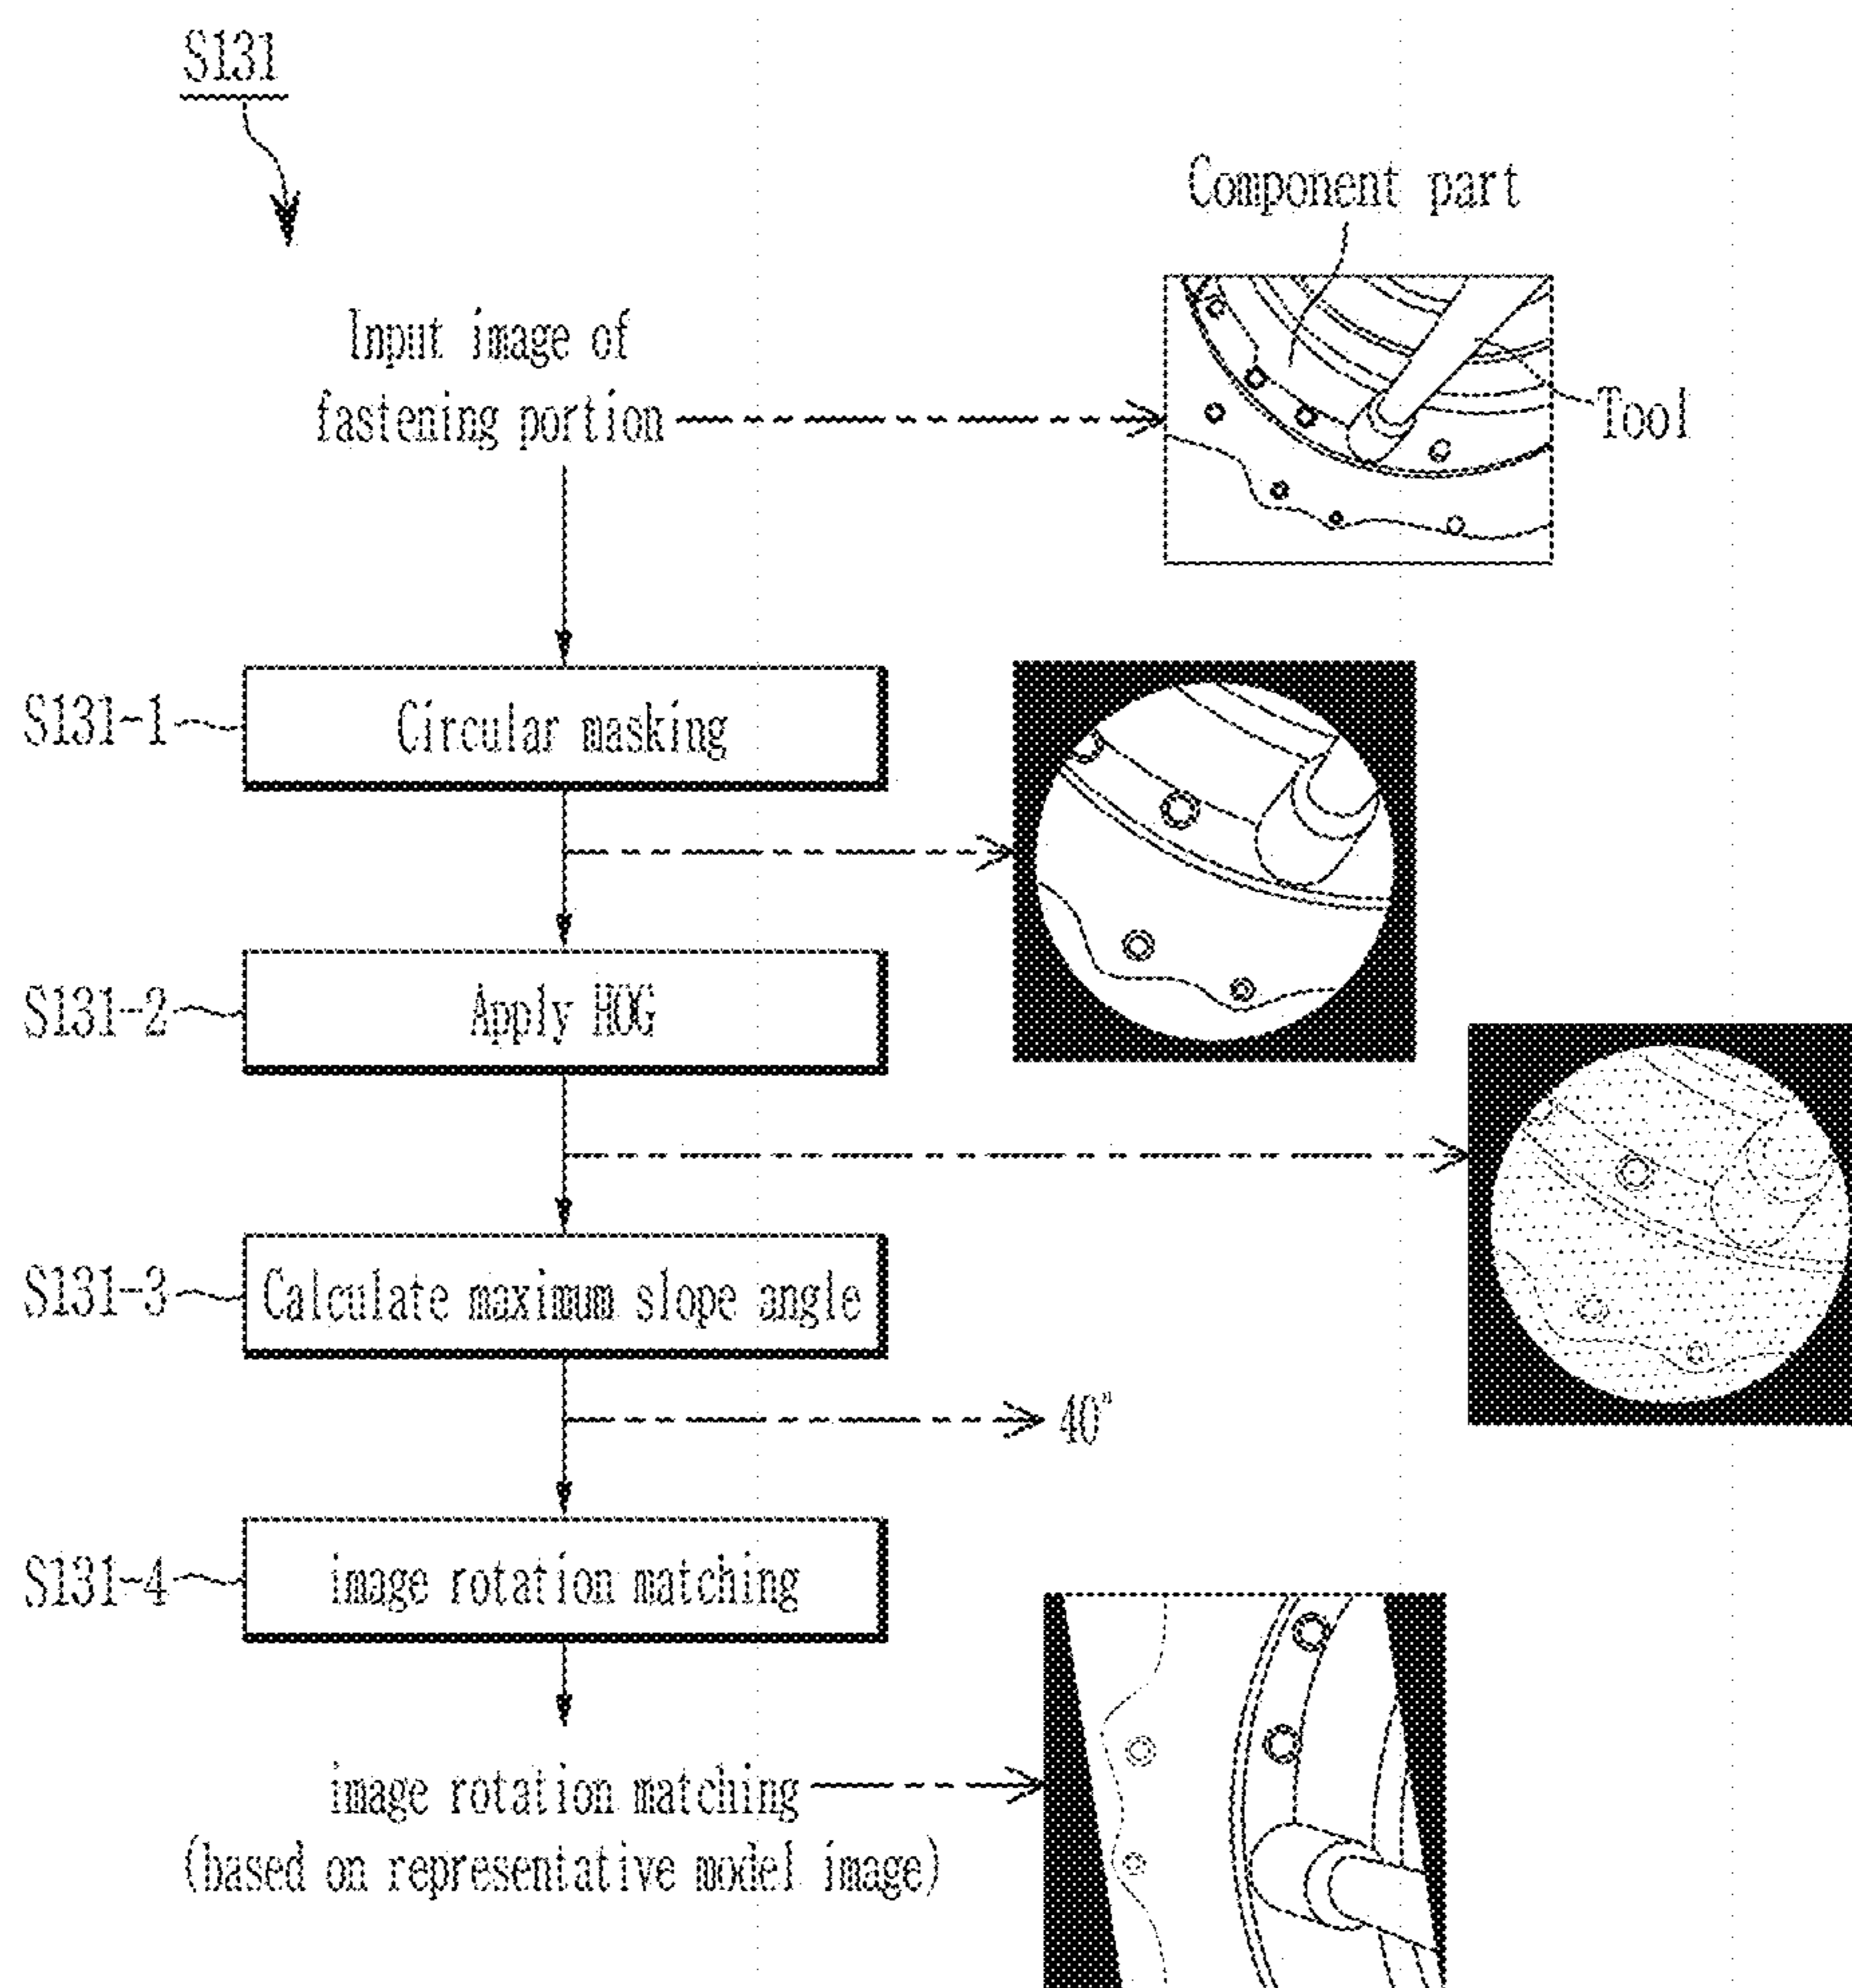 S131
Component part
Input image of
fastening portion
Tool
S131-1
Circular masking
S131-2
Apply HOG
S131-3
Calculate maximum slope angle
40°
S131-4
image rotation matching
image rotation matching
(based on representative model image)